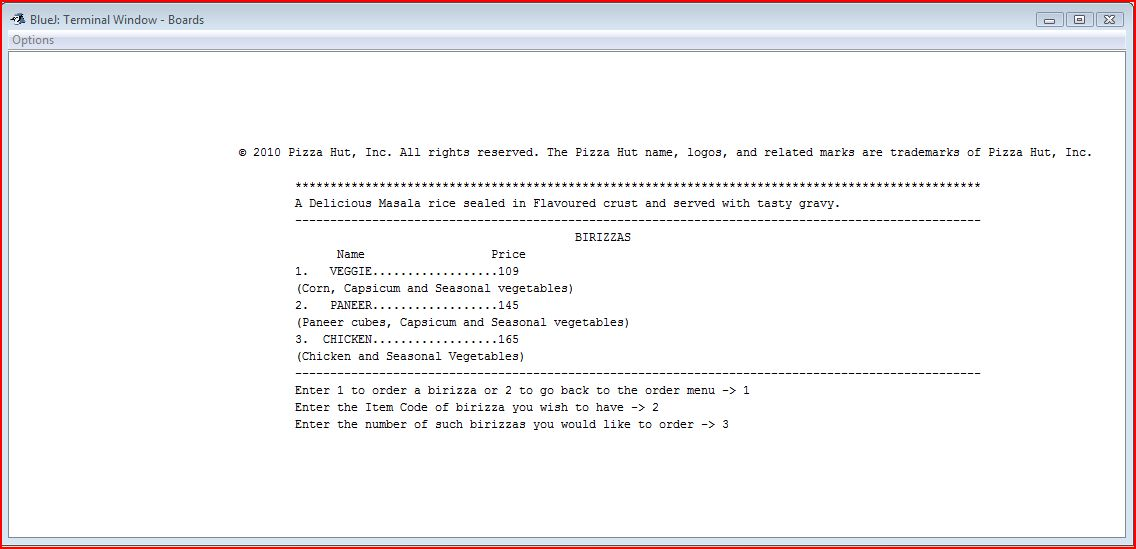 BlueJ: Terminal Window - Boards
Options
© 2010 Pizza Hut, Inc. All rights reserved. The Pizza Hut name, logos, and related marks are trademarks of Pizza Hut, Inc.
**************************************************************************************************
A Delicious Masala rice sealed in Flavoured crust and served with tasty gravy.
--------------------------------------------------------------------------------------------------
BIRIZZAS
Name Price
1. VEGGIE..................109
(Corn, Capsicum and Seasonal vegetables)
2. PANEER..................145
(Paneer cubes, Capsicum and Seasonal vegetables)
3. CHICKEN..................165
(Chicken and Seasonal Vegetables)
--------------------------------------------------------------------------------------------------
Enter 1 to order a birizza or 2 to go back to the order menu -> 1
Enter the Item Code of birizza you wish to have -> 2
Enter the number of such birizzas you would like to order -> 3